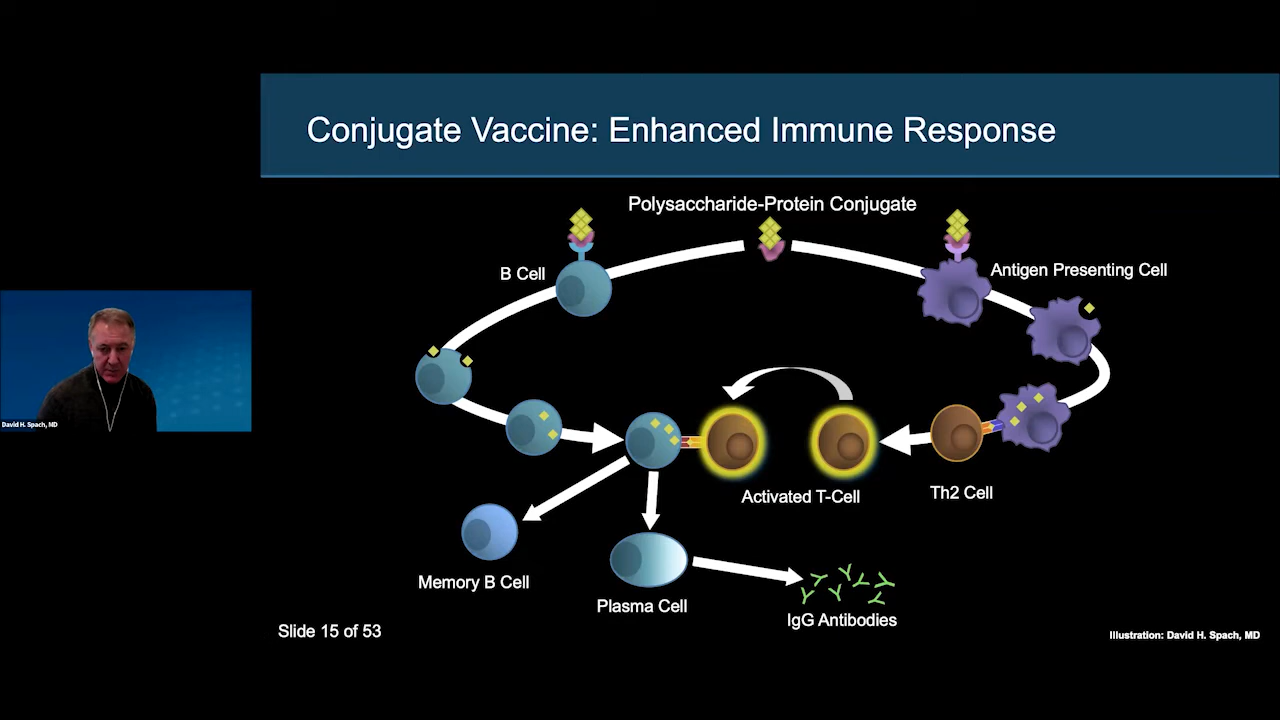 Conjugate Vaccine: Enhanced Immune Response
Polysaccharide-Protein Conjugate
B Cell
Antigen Presenting Cell
Activated T-Cell
Th2 Cell
Memory B Cell
Plasma Cell
IgG Antibodies
Slide 15 of 53
Illustration: David H. Spach, MD
David H. Spach, MD